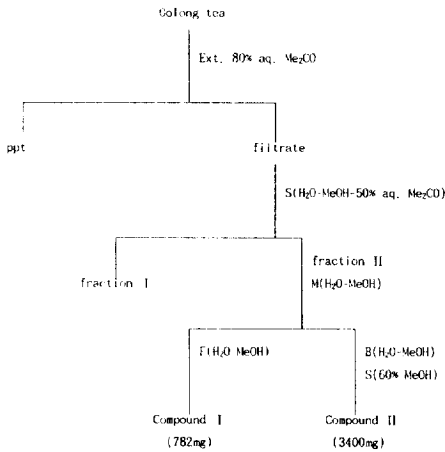 Oolong tea
Ext. 80% aq. Me₂CO
ppt
filtrate
S(H₂O-MeOH-50% aq. Me₂CO)
fraction I
fraction II
M(H₂O-MeOH)
F(H₂O MeOH)
B(H₂O-MeOH)
S(60% MeOH)
Compound I
Compound II
(782mg)
(3400mg)